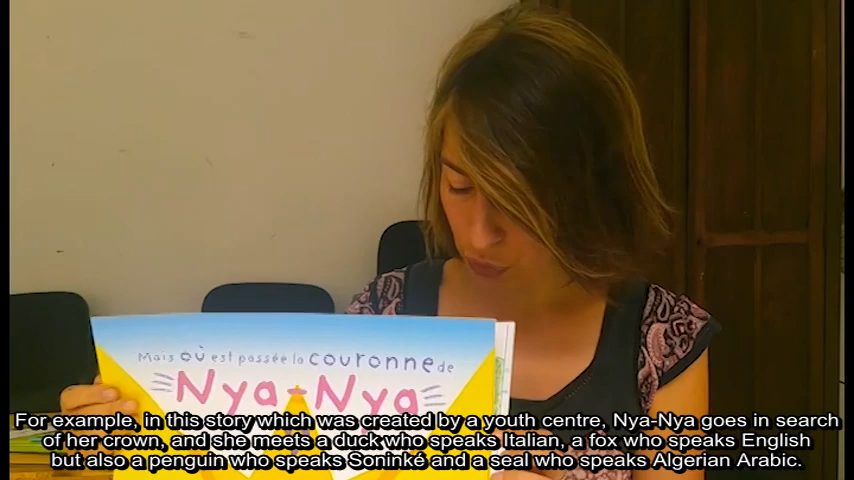 Mais où est passée la couronne de
Nya-Nya
For example, in this story which was created by a youth centre, Nya-Nya goes in search
of her crown, and she meets a duck who speaks Italian, a fox who speaks English
but also a penguin who speaks Soninké and a seal who speaks Algerian Arabic.